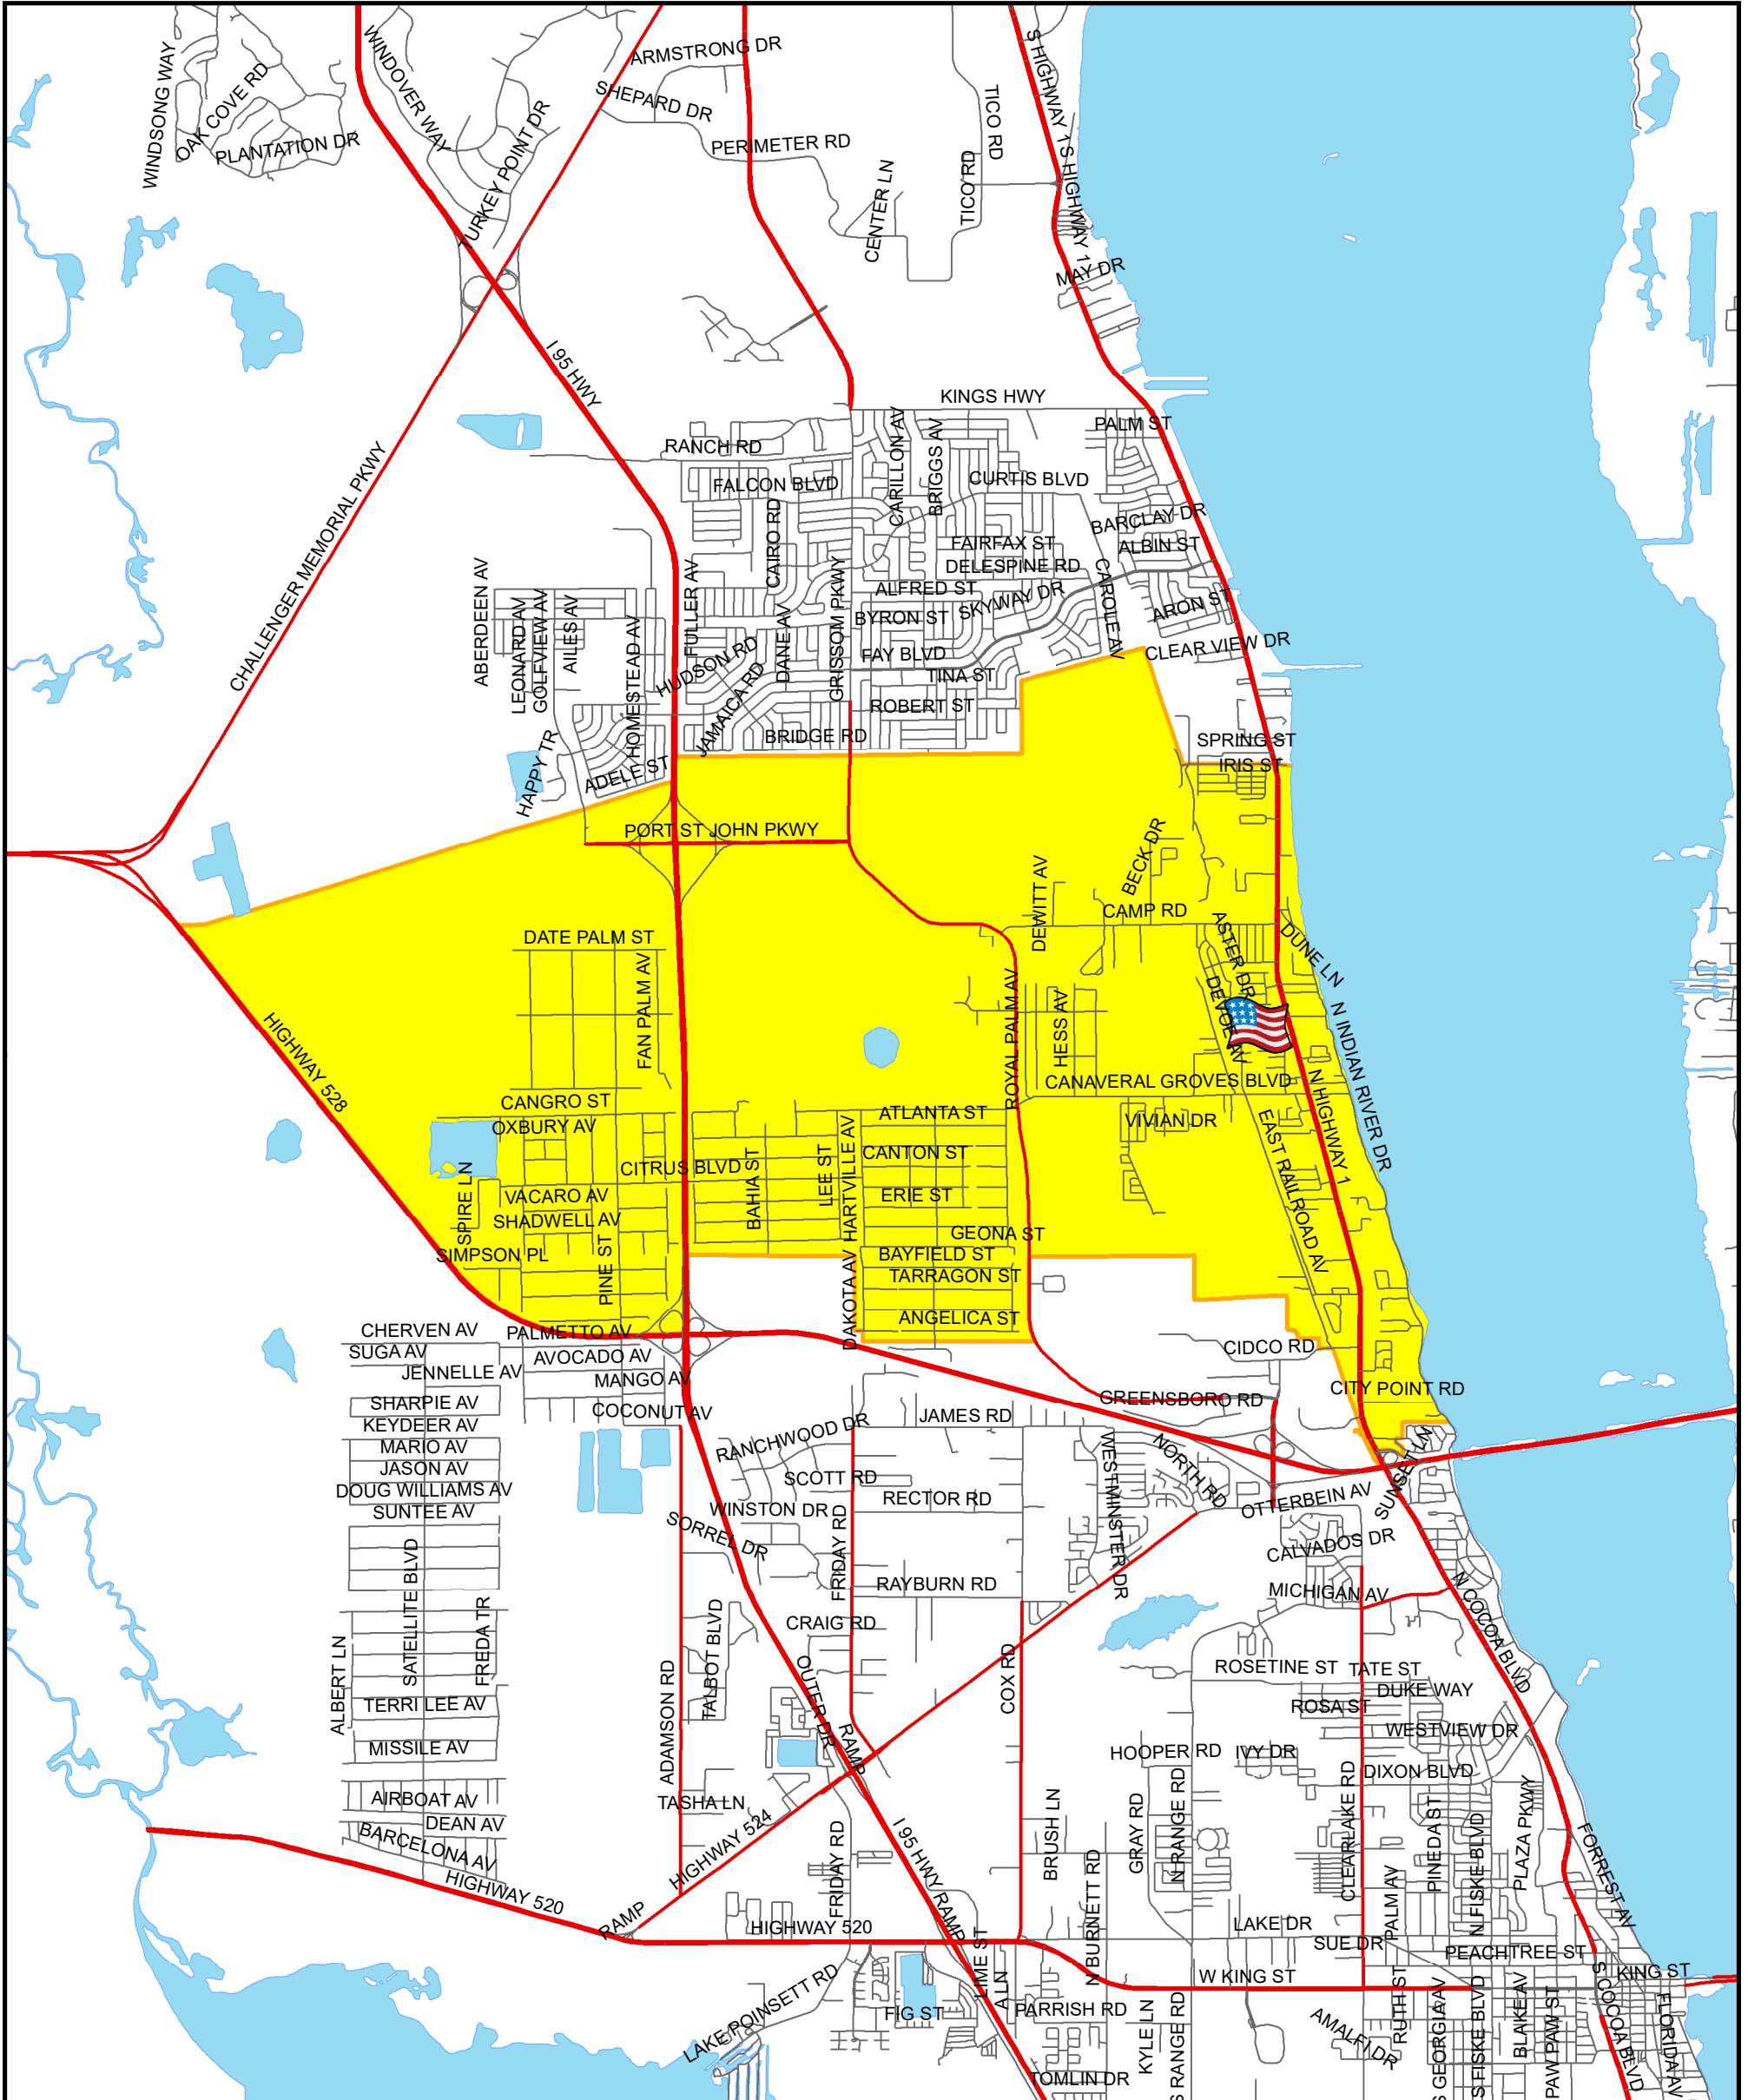 WINDSONG WAY
OAK COVE RD
PLANTATION DR
WINDOVER WAY
TURKEY POINT DR
ARMSTRONG DR
SHEPARD DR
PERIMETER RD
CENTER LN
TICO RD
TICO RD
S HIGHWAY 1
S HIGHWAY 1
MAY DR
I 95 HWY
KINGS HWY
PALM ST
RANCH RD
CARILLON AV
BRIGGS AV
FALCON BLVD
CURTIS BLVD
CHALLENGER MEMORIAL PKWY
CAIRO RD
BARCLAY DR
ALBIN ST
FAIRFAX ST
DELESPINE RD
ABERDEEN AV
LEONARD AV
GOLFVIEW AV
AILES AV
HOMESTEAD AV
FULLER AV
DANE AV
GRISSOM PKWY
ALFRED ST
SKYWAY DR
CAROLE AV
ARON ST
BYRON ST
HUDSON RD
JAMAICA RD
FAY BLVD
CLEAR VIEW DR
TINA ST
ROBERT ST
BRIDGE RD
SPRING ST
IRIS ST
HAPPY TR
ADELE ST
PORT ST JOHN PKWY
BECK DR
DEWITT AV
CAMP RD
ASTER DR
DUNE LN
DATE PALM ST
FAN PALM AV
ROYAL PALM AV
HESS AV
DEVOE AV
N INDIAN RIVER DR
HIGHWAY 528
CANAVERAL GROVES BLVD
N HIGHWAY 1
CANGRO ST
OXBURY AV
ATLANTA ST
VIVIAN DR
EAST RAILROAD AV
CITRUS BLVD
BAHIA ST
LEE ST
HARTVILLE AV
CANTON ST
SPIRE LN
VACARO AV
ERIE ST
SHADWELL AV
GEONA ST
SIMPSON PL
PINE ST
DAKOTA AV
BAYFIELD ST
TARRAGON ST
ANGELICA ST
CHERVEN AV
PALMETTO AV
CIDCO RD
SUGA AV
AVOCADO AV
JENNELLE AV
MANGO AV
CITY POINT RD
SHARPIE AV
COCONUT AV
GREENSBORO RD
KEYDEER AV
JAMES RD
MARIO AV
RANCHWOOD DR
WESTMINSTER DR
NORTH RD
SUNSET LN
JASON AV
SCOTT RD
DOUG WILLIAMS AV
RECTOR RD
OTTERBEIN AV
SUNTEE AV
WINSTON DR
SORREL DR
FRIDAY RD
CALVADOS DR
SATELLITE BLVD
RAYBURN RD
MICHIGAN AV
N COCOA BLVD
FREDA TR
TALBOT BLVD
CRAIG RD
ALBERT LN
ADAMSON RD
OUTER DR
COX RD
ROSETINE ST
TATE ST
DUKE WAY
TERRI LEE AV
ROSA ST
WESTVIEW DR
MISSILE AV
RAMP
HOOPER RD
IVY DR
DIXON BLVD
AIRBOAT AV
TASHA LN
DEAN AV
BARCELONA AV
HIGHWAY 524
FRIDAY RD
I 95 HWY
RAMP
BRUSH LN
GRAY RD
N RANGE RD
CLEARLAKE RD
PINEDA ST
N FISKE BLVD
PLAZA PKWY
FORREST AV
HIGHWAY 520
RAMP
HIGHWAY 520
N BURNETT RD
LAKE DR
PALM AV
SUE DR
PEACHTREE ST
LIME ST
W KING ST
KING ST
LAKE POINSETT RD
FIG ST
A LN
PARRISH RD
KYLE LN
S RANGE RD
AMALFI DR
RUTH ST
S GEORGIA AV
S FISKE BLVD
BLAKE AV
PAW PAW ST
S COCOA BLVD
FLORIDA AV
TOMLIN DR